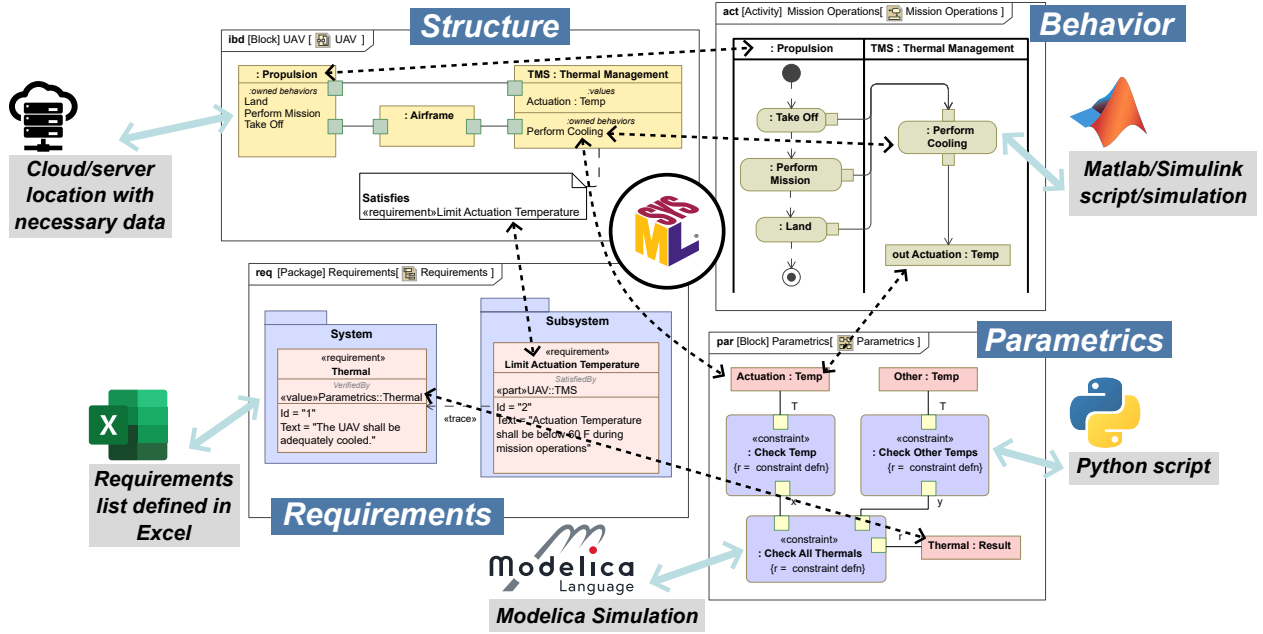 Structure
ibd [Block] UAV [ UAV ]
: Propulsion
:owned behaviors
Land
Perform Mission
Take Off
: Airframe
TMS : Thermal Management
:values
Actuation : Temp
:owned behaviors
Perform Cooling
Satisfies
«requirement»Limit Actuation Temperature
Cloud/server
location with
necessary data
SYS
ML
®
Behavior
act [Activity] Mission Operations[ Mission Operations ]
: Propulsion
TMS : Thermal Management
: Take Off
: Perform
Mission
: Land
: Perform
Cooling
out Actuation : Temp
Matlab/Simulink
script/simulation
req [Package] Requirements[ Requirements ]
System
«requirement»
Thermal
VerifiedBy
«value»Parametrics::Thermal
Id = "1"
Text = "The UAV shall be
adequately cooled."
«trace»
Subsystem
«requirement»
Limit Actuation Temperature
SatisfiedBy
«part»UAV::TMS
Id = "2"
Text = "Actuation Temperature
shall be below 60 F during
mission operations"
Requirements
X
Requirements
list defined in
Excel
Parametrics
par [Block] Parametrics[ Parametrics ]
Actuation : Temp
Other : Temp
T
T
«constraint»
: Check Temp
{r = constraint defn}
«constraint»
: Check Other Temps
{r = constraint defn}
x
y
«constraint»
: Check All Thermals
{r = constraint defn}
r
Thermal : Result
Python script
Modelica
Language
Modelica Simulation